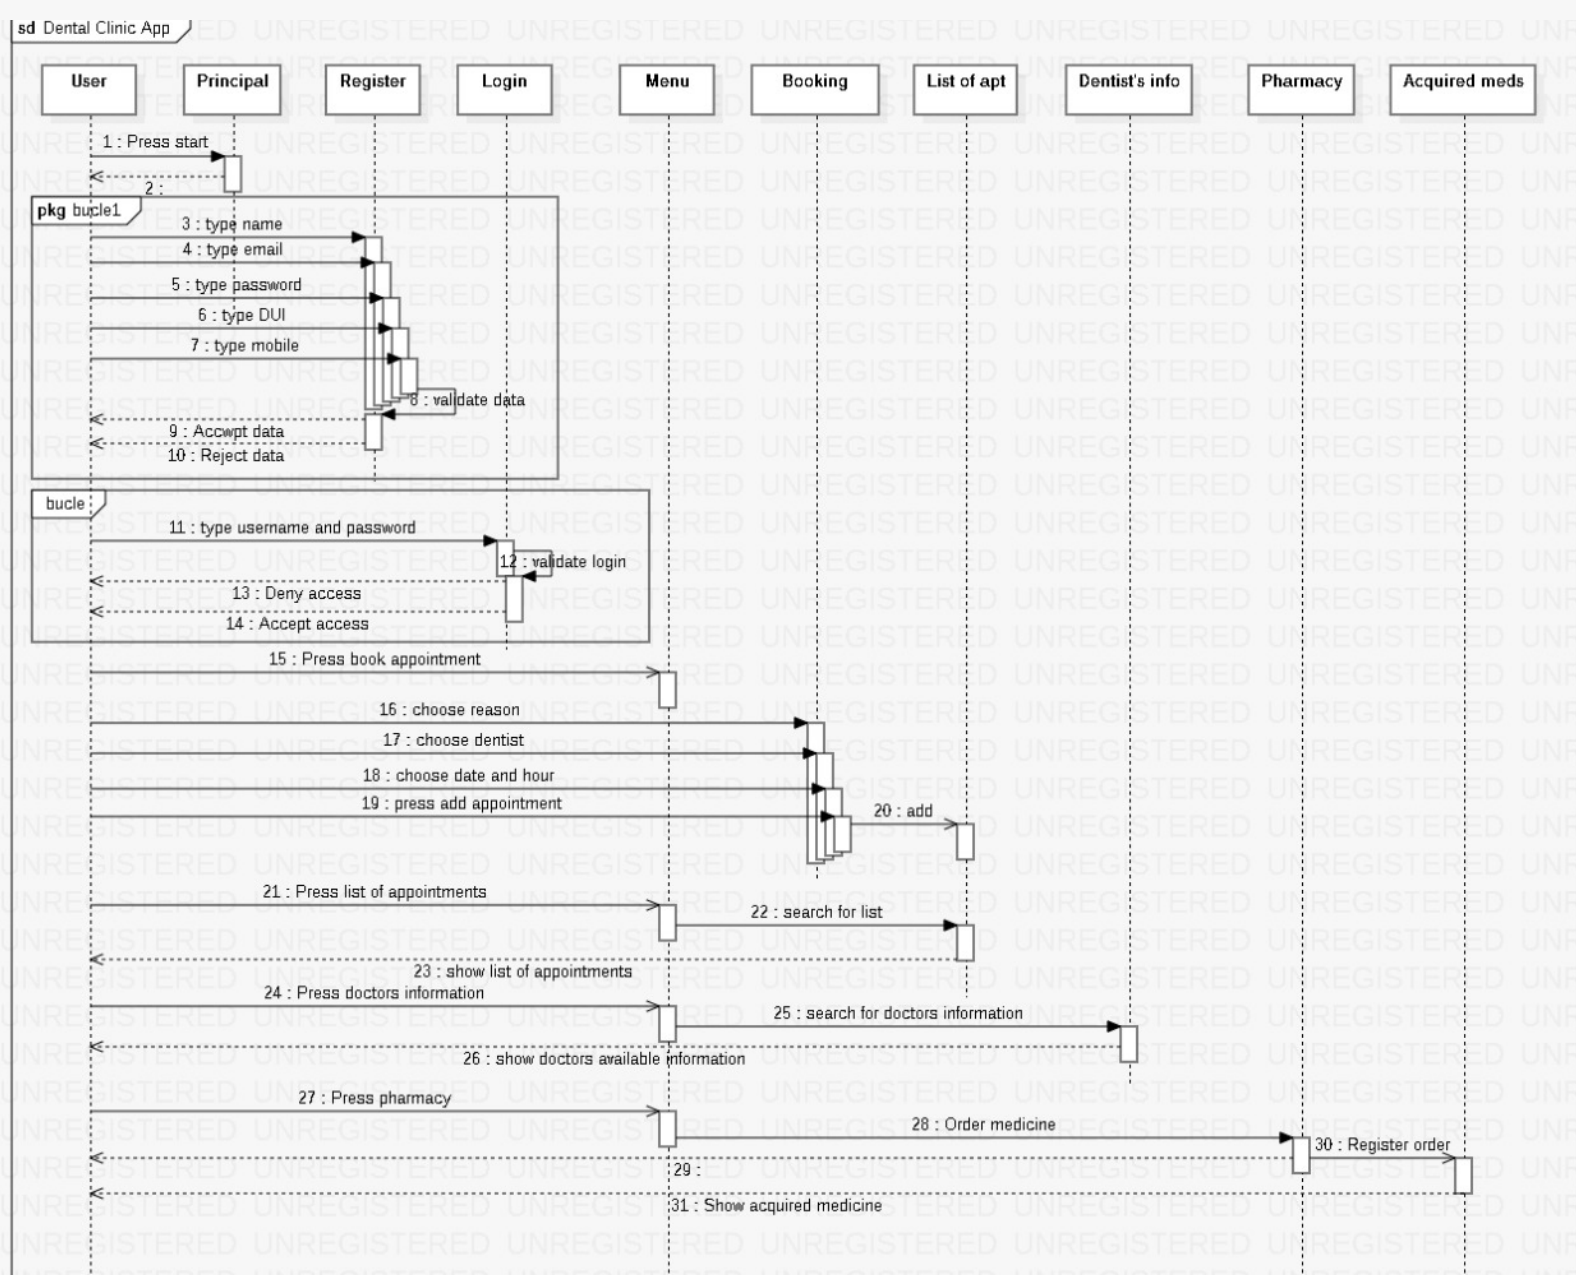 sd Dental Clinic App
User
Principal
Register
Login
Menu
Booking
List of apt
Dentist's info
Pharmacy
Acquired meds
1 : Press start
2 :
pkg bucle1
3 : type name
4 : type email
5 : type password
6 : type DUI
7 : type mobile
8 : validate data
9 : Accwpt data
10 : Reject data
bucle
11 : type username and password
12 : validate login
13 : Deny access
14 : Accept access
15 : Press book appointment
16 : choose reason
17 : choose dentist
18 : choose date and hour
19 : press add appointment
20 : add
21 : Press list of appointments
22 : search for list
23 : show list of appointments
24 : Press doctors information
25 : search for doctors information
26 : show doctors available information
27 : Press pharmacy
28 : Order medicine
30 : Register order
29 :
31 : Show acquired medicine
UNREGISTERED